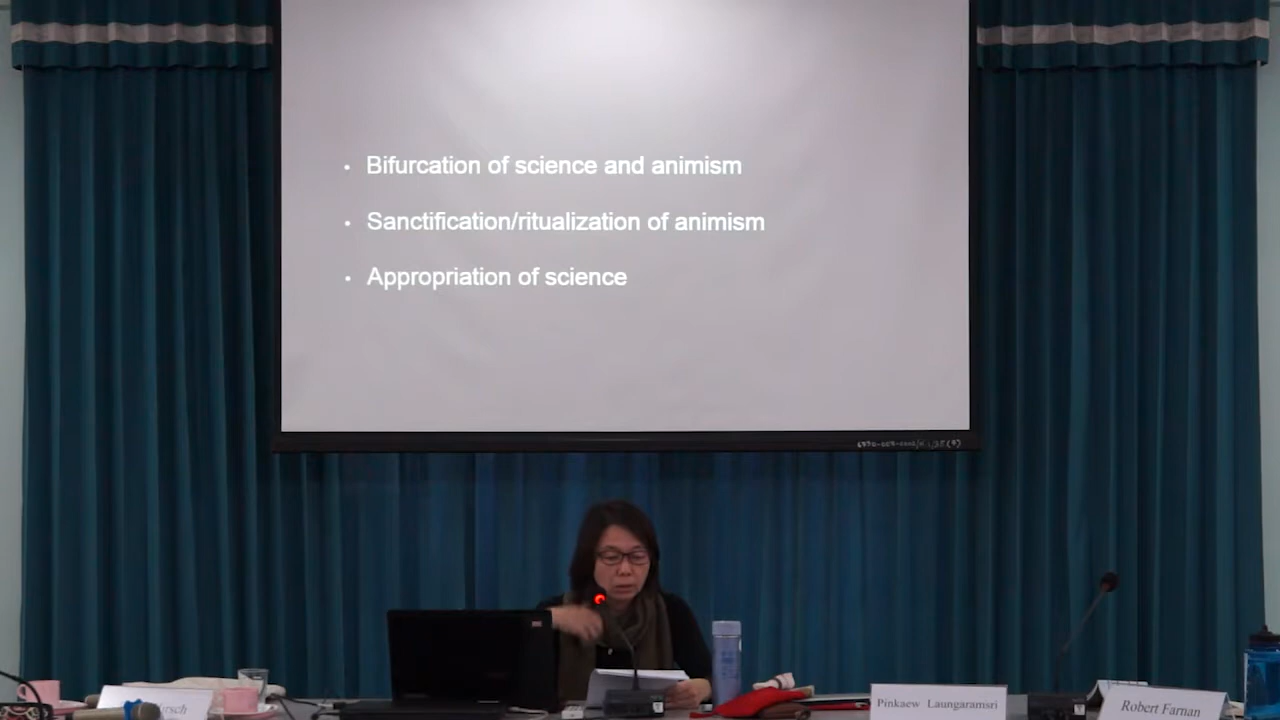 • Bifurcation of science and animism
• Sanctification/ritualization of animism
• Appropriation of science
Pinkaew Laungaramsri
Robert Farnan